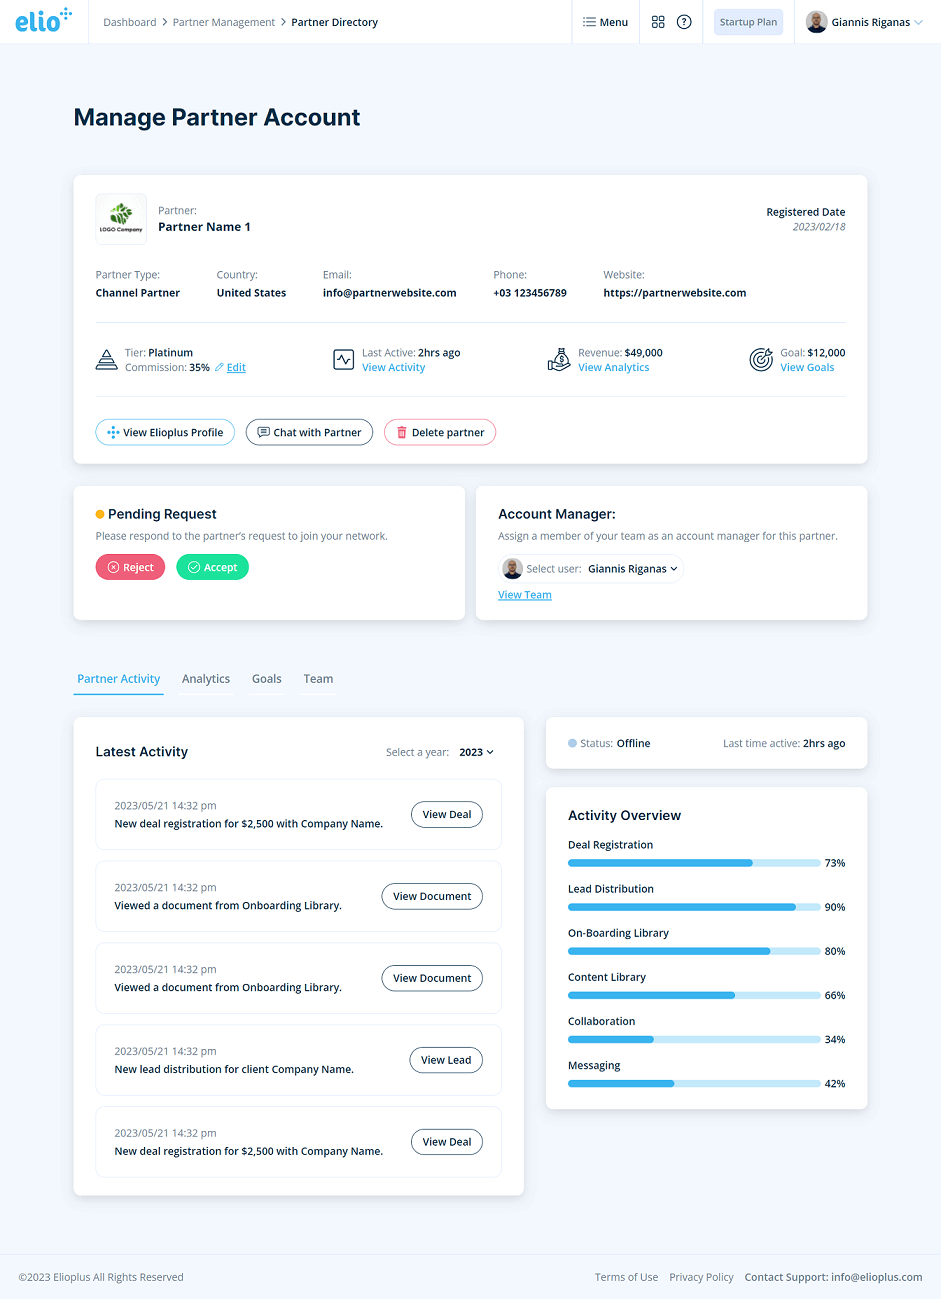 elio
Dashboard > Partner Management > Partner Directory
Menu
?
Startup Plan
Giannis Riganas
Manage Partner Account
LOGO Company
Partner:
Partner Name 1
Registered Date
2023/02/18
Partner Type:
Channel Partner
Country:
United States
Email:
info@partnerwebsite.com
Phone:
+03 123456789
Website:
https://partnerwebsite.com
Tier: Platinum
Commission: 35% Edit
Last Active: 2hrs ago
View Activity
Revenue: $49,000
View Analytics
Goal: $12,000
View Goals
View Elioplus Profile
Chat with Partner
Delete partner
Pending Request
Please respond to the partner's request to join your network.
Reject
Accept
Account Manager:
Assign a member of your team as an account manager for this partner.
Select user: Giannis Riganas
View Team
Partner Activity
Analytics
Goals
Team
Latest Activity
Select a year: 2023
2023/05/21 14:32 pm
New deal registration for $2,500 with Company Name.
View Deal
2023/05/21 14:32 pm
Viewed a document from Onboarding Library.
View Document
2023/05/21 14:32 pm
Viewed a document from Onboarding Library.
View Document
2023/05/21 14:32 pm
New lead distribution for client Company Name.
View Lead
2023/05/21 14:32 pm
New deal registration for $2,500 with Company Name.
View Deal
Status: Offline
Last time active: 2hrs ago
Activity Overview
Deal Registration
73%
Lead Distribution
90%
On-Boarding Library
80%
Content Library
66%
Collaboration
34%
Messaging
42%
©2023 Elioplus All Rights Reserved
Terms of Use
Privacy Policy
Contact Support: info@elioplus.com